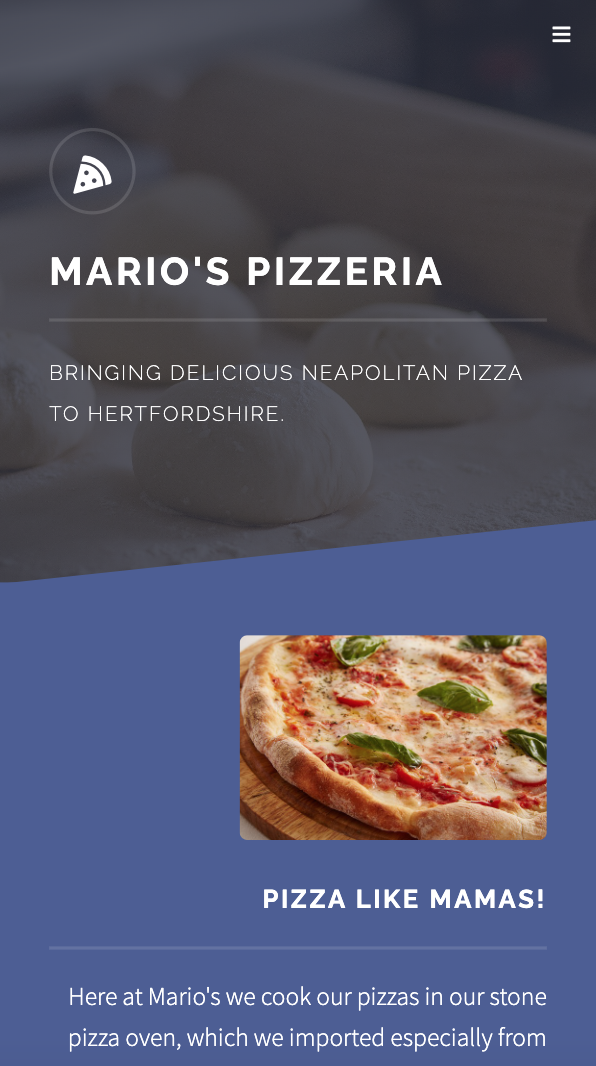 MARIO'S PIZZERIA
BRINGING DELICIOUS NEAPOLITAN PIZZA
TO HERTFORDSHIRE.
PIZZA LIKE MAMAS!
Here at Mario's we cook our pizzas in our stone
pizza oven, which we imported especially from